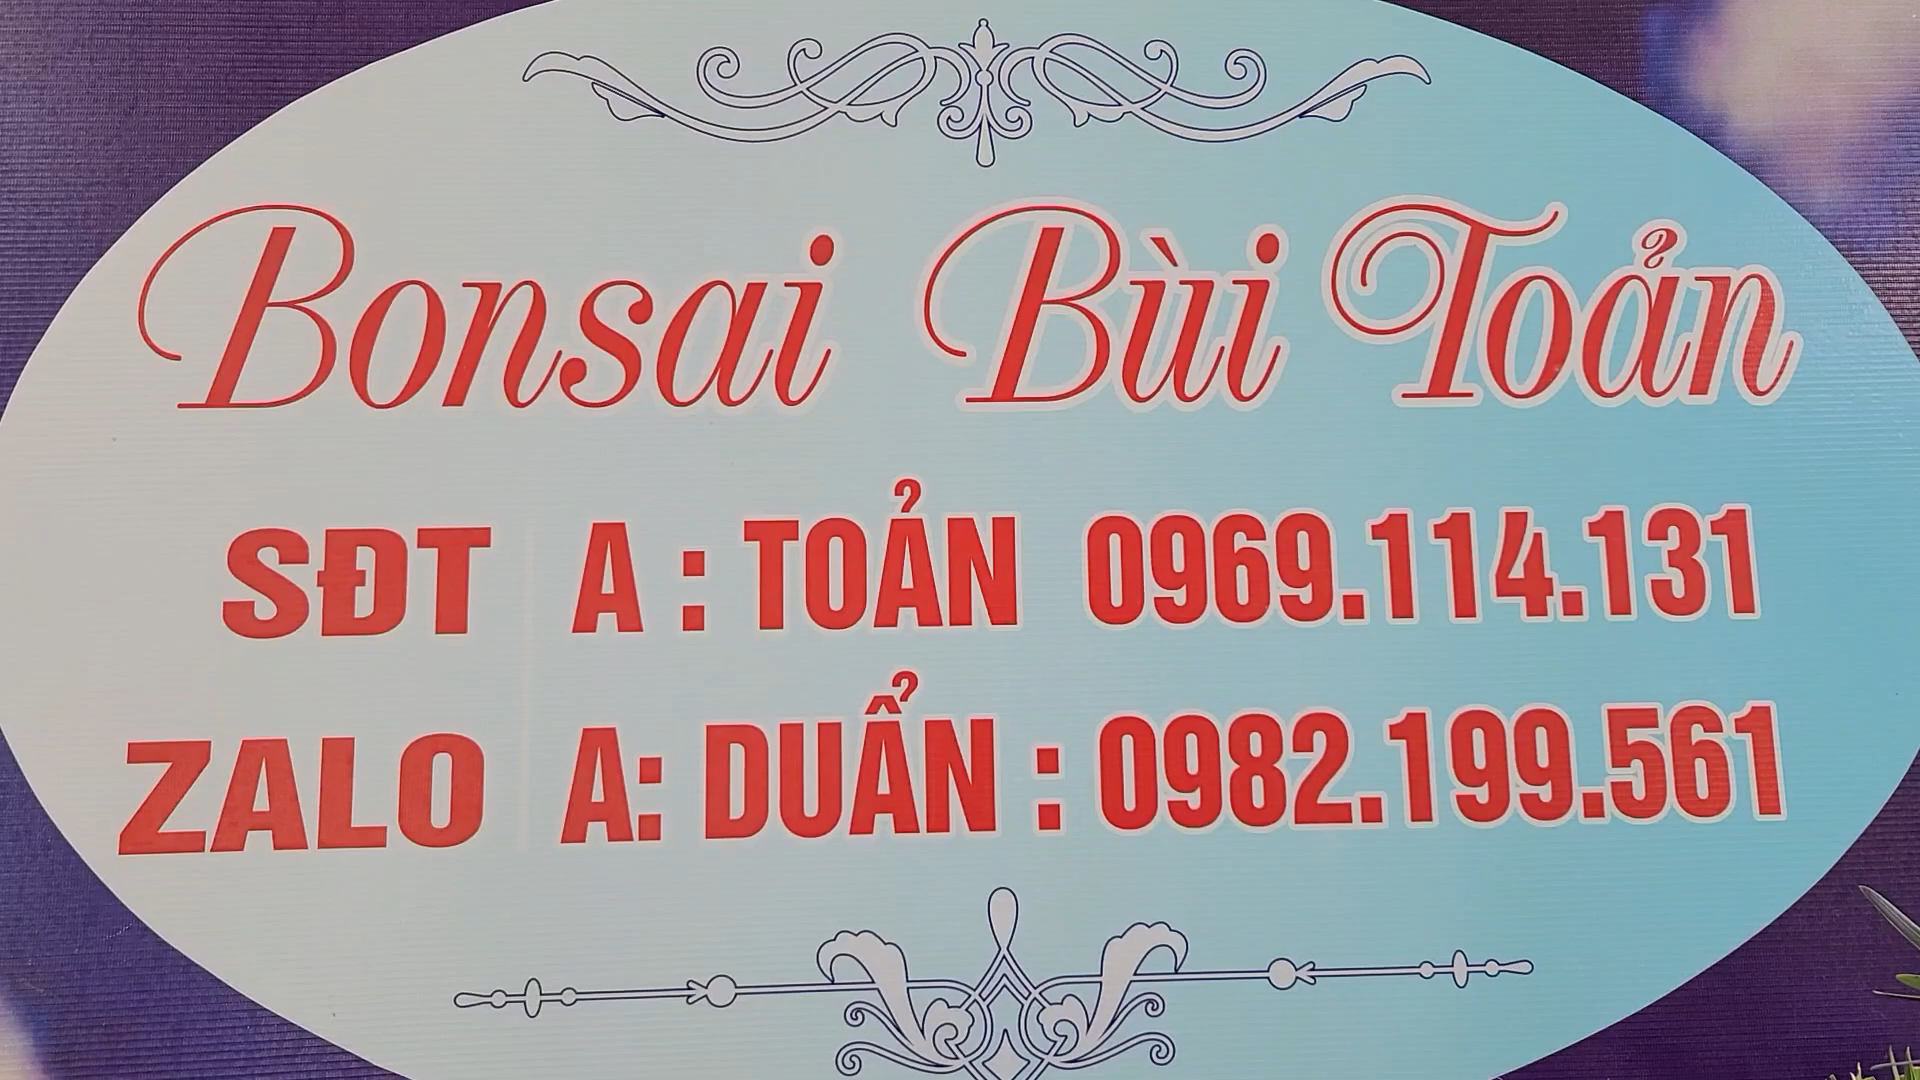 Bonsai Bùi Toản
SĐT A : TOẢN 0969.114.131
ZALO A: DUẨN : 0982.199.561